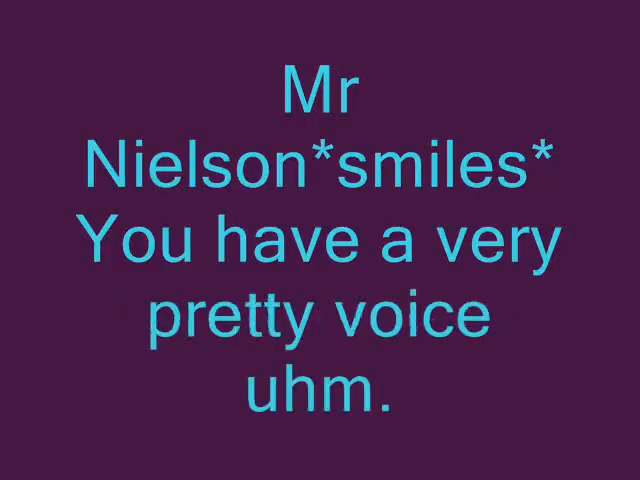 Mr
Nielson*smiles*
You have a very
pretty voice
uhm.